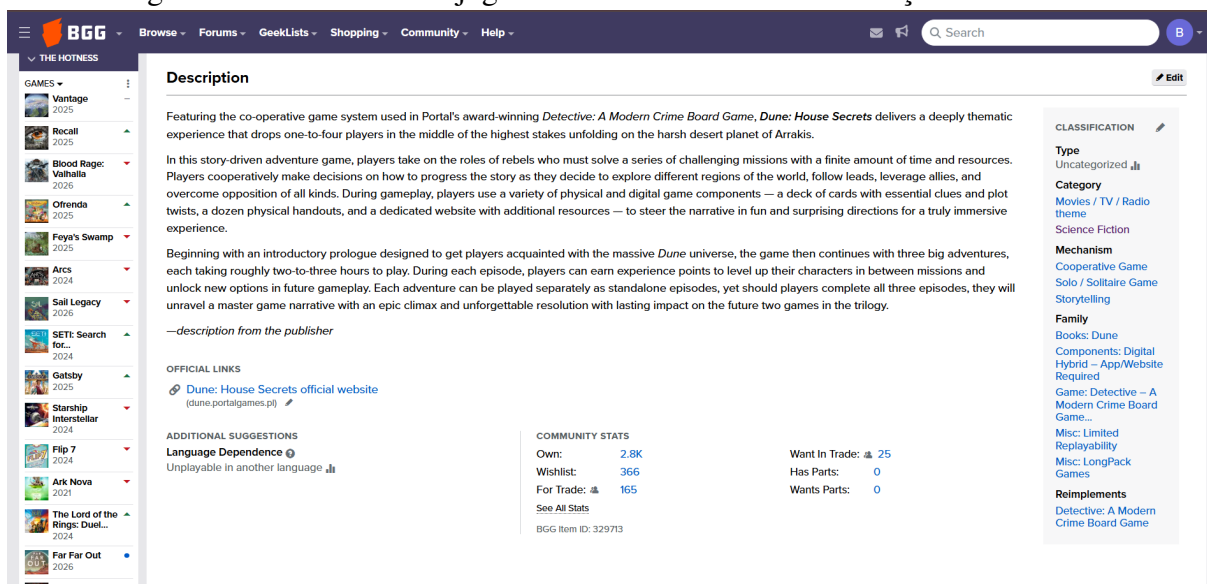 BGG
Browse
Forums
GeekLists
Shopping
Community
Help
Search
B
THE HOTNESS
GAMES
Vantage
2025
Recall
2025
Blood Rage:
Valhalla
2026
Ofrenda
2025
Feya's Swamp
2025
Arcs
2024
Sail Legacy
2026
SETI: Search
for...
2024
Gatsby
2025
Starship
Interstellar
2024
Flip 7
2024
Ark Nova
2021
The Lord of the
Rings: Duel...
2024
Far Far Out
2026
Description
Edit
Featuring the co-operative game system used in Portal's award-winning Detective: A Modern Crime Board Game, Dune: House Secrets delivers a deeply thematic
experience that drops one-to-four players in the middle of the highest stakes unfolding on the harsh desert planet of Arrakis.
In this story-driven adventure game, players take on the roles of rebels who must solve a series of challenging missions with a finite amount of time and resources.
Players cooperatively make decisions on how to progress the story as they decide to explore different regions of the world, follow leads, leverage allies, and
overcome opposition of all kinds. During gameplay, players use a variety of physical and digital game components — a deck of cards with essential clues and plot
twists, a dozen physical handouts, and a dedicated website with additional resources — to steer the narrative in fun and surprising directions for a truly immersive
experience.
Beginning with an introductory prologue designed to get players acquainted with the massive Dune universe, the game then continues with three big adventures,
each taking roughly two-to-three hours to play. During each episode, players can earn experience points to level up their characters in between missions and
unlock new options in future gameplay. Each adventure can be played separately as standalone episodes, yet should players complete all three episodes, they will
unravel a master game narrative with an epic climax and unforgettable resolution with lasting impact on the future two games in the trilogy.
—description from the publisher
OFFICIAL LINKS
Dune: House Secrets official website
(dune.portalgames.pl)
ADDITIONAL SUGGESTIONS
Language Dependence
Unplayable in another language
COMMUNITY STATS
Own: 2.8K
Wishlist: 366
For Trade: 165
See All Stats
BGG Item ID: 329713
Want In Trade: 25
Has Parts: 0
Wants Parts: 0
CLASSIFICATION
Type
Uncategorized
Category
Movies / TV / Radio
theme
Science Fiction
Mechanism
Cooperative Game
Solo / Solitaire Game
Storytelling
Family
Books: Dune
Components: Digital
Hybrid – App/Website
Required
Game: Detective – A
Modern Crime Board
Game...
Misc: Limited
Replayability
Misc: LongPack
Games
Reimplements
Detective: A Modern
Crime Board Game